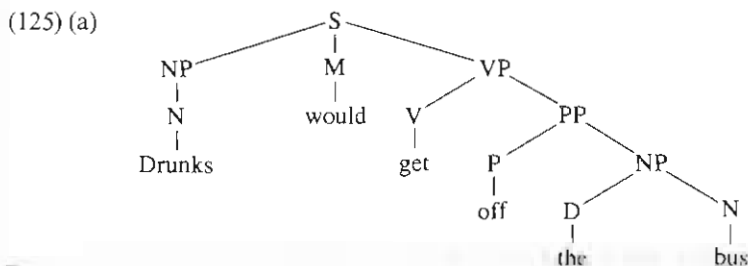 (125) (a) S
NP M VP
N would V PP
Drunks get P NP
off D N
the bus